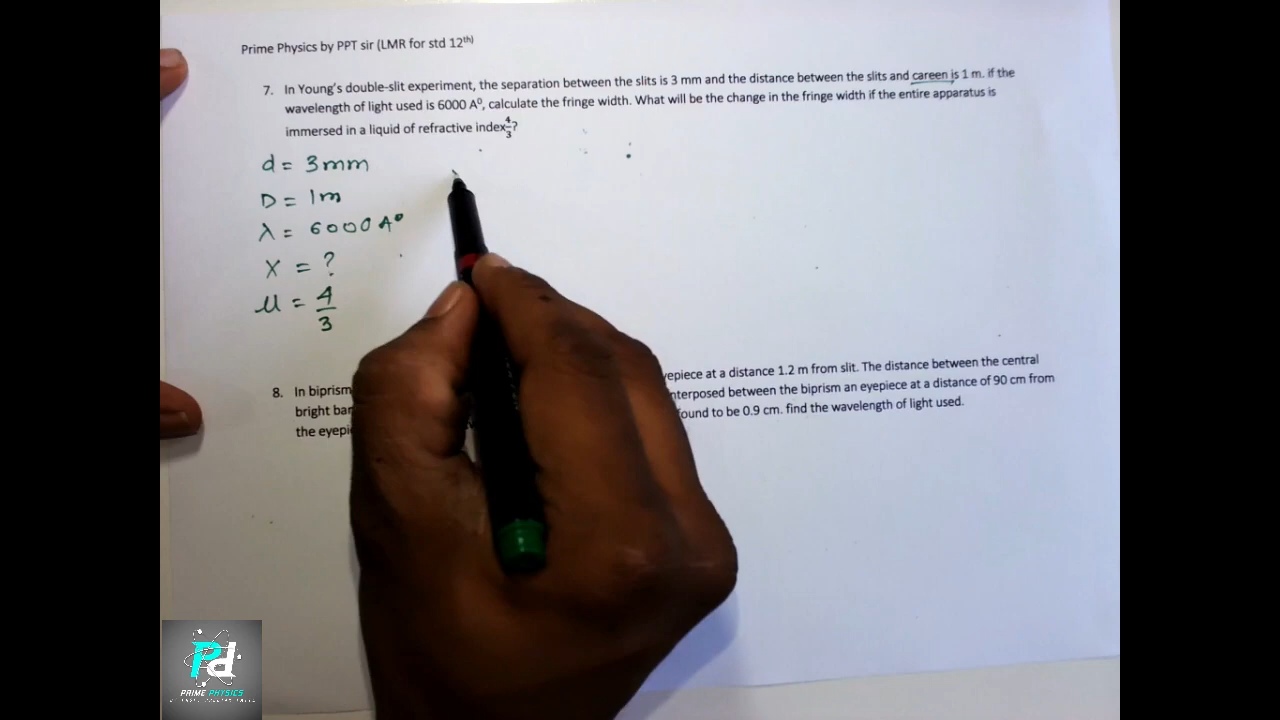 Prime Physics by PPT sir (LMR for std 12th)
7. In Young's double-slit experiment, the separation between the slits is 3 mm and the distance between the slits and careen is 1 m. if the
wavelength of light used is 6000 A⁰, calculate the fringe width. What will be the change in the fringe width if the entire apparatus is
immersed in a liquid of refractive index 4/3?
d = 3mm
D = 1m
λ = 6000 A⁰
X = ?
μ = 4/3
8. In biprism
yepiece at a distance 1.2 m from slit. The distance between the central
bright ban
nterposed between the biprism an eyepiece at a distance of 90 cm from
the eyepi
found to be 0.9 cm. find the wavelength of light used.
Pd
PRIME PHYSICS